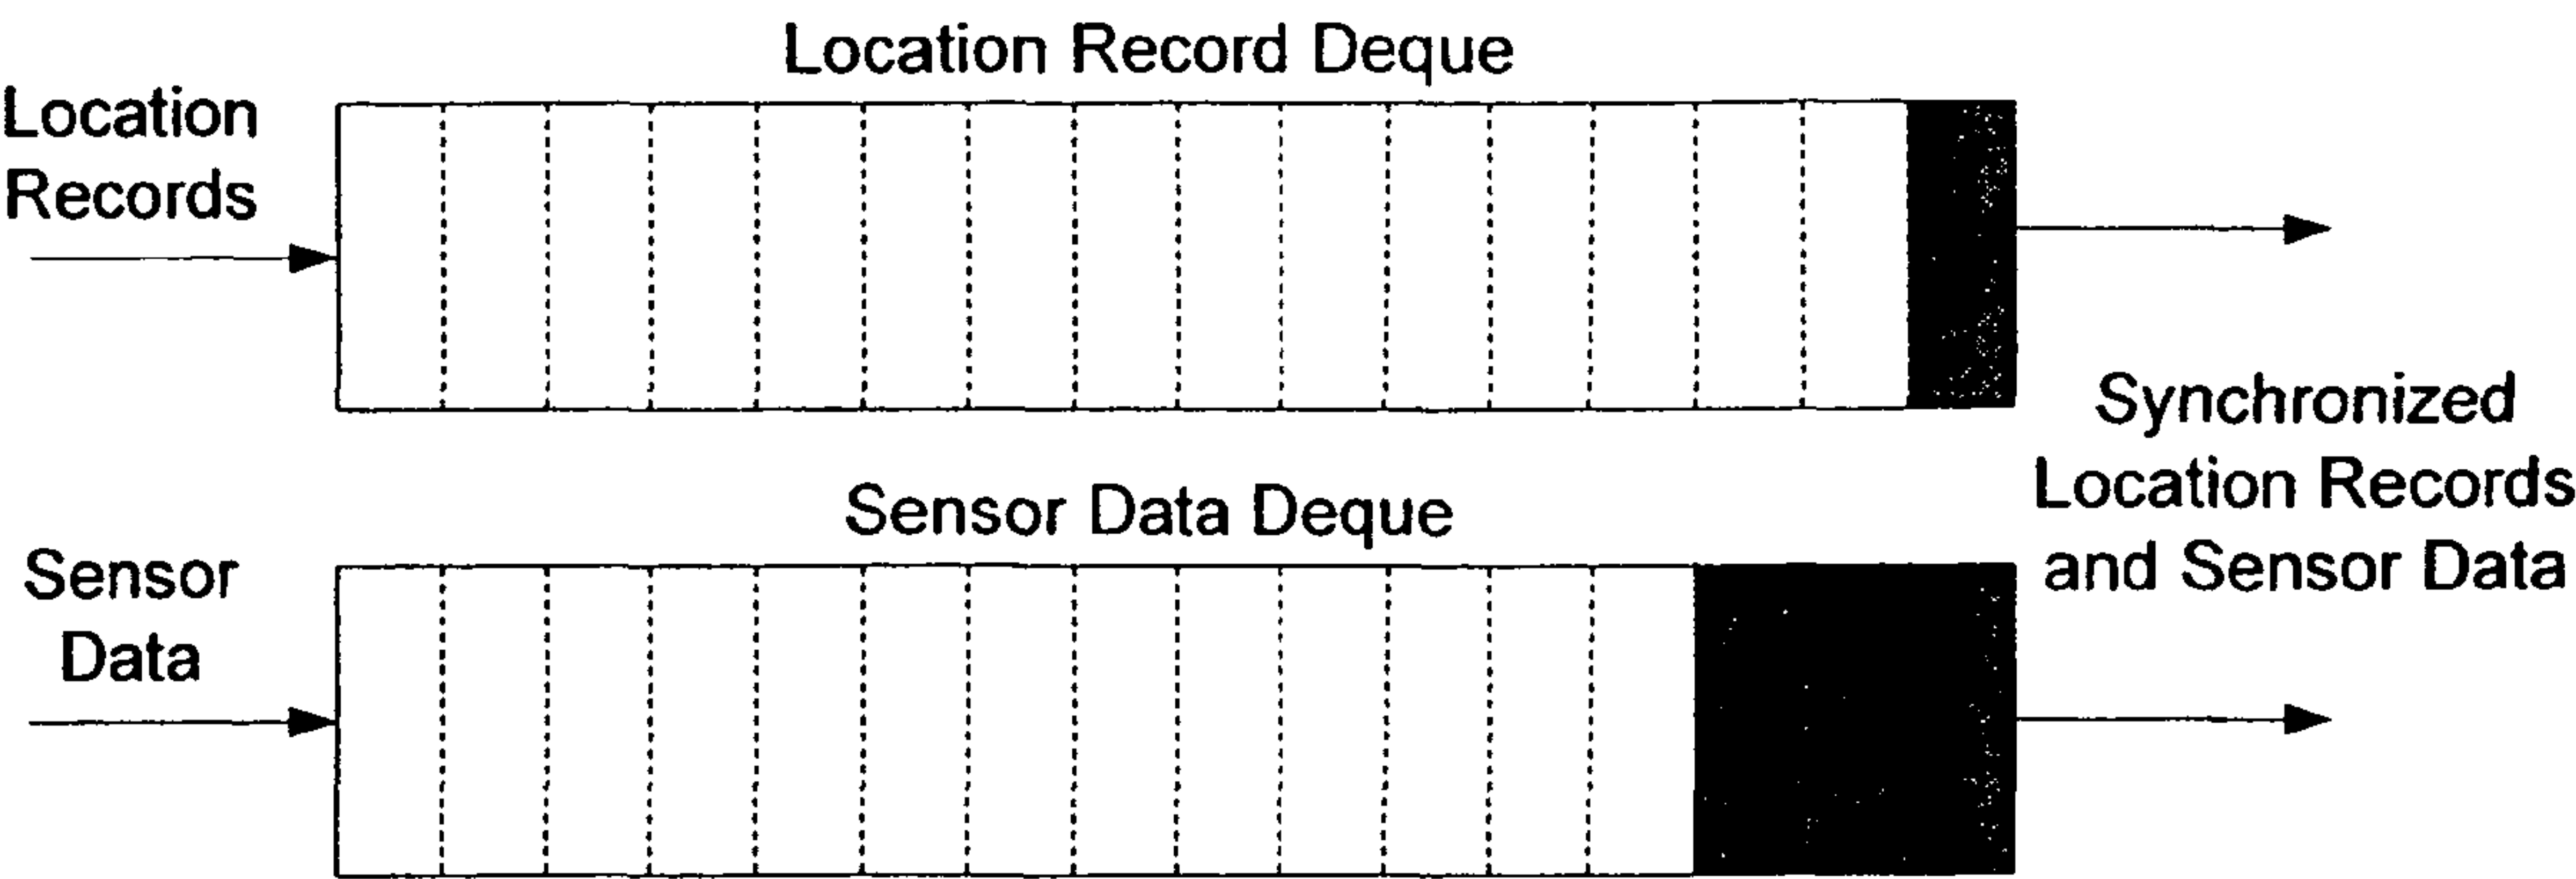 Location Record Deque
Location
Records
Synchronized
Location Records
and Sensor Data
Sensor Data Deque
Sensor
Data